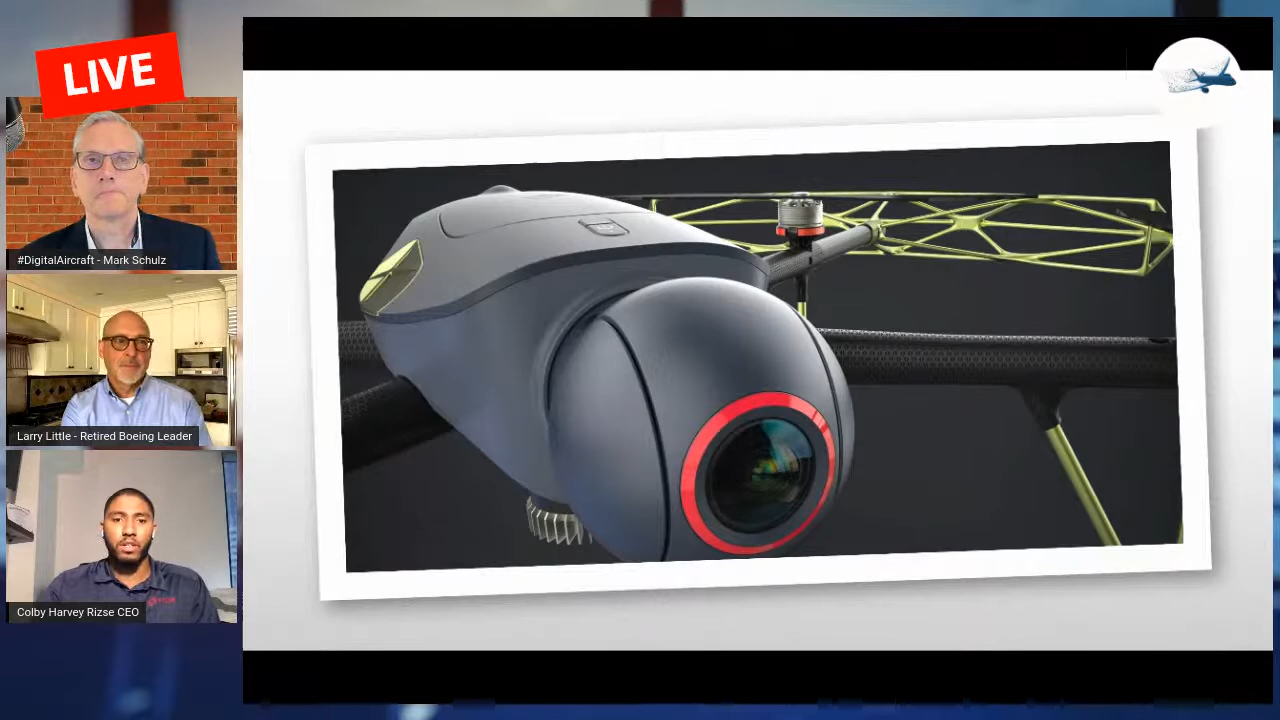 LIVE
#DigitalAircraft - Mark Schulz
Larry Little - Retired Boeing Leader
Colby Harvey Rizse CEO